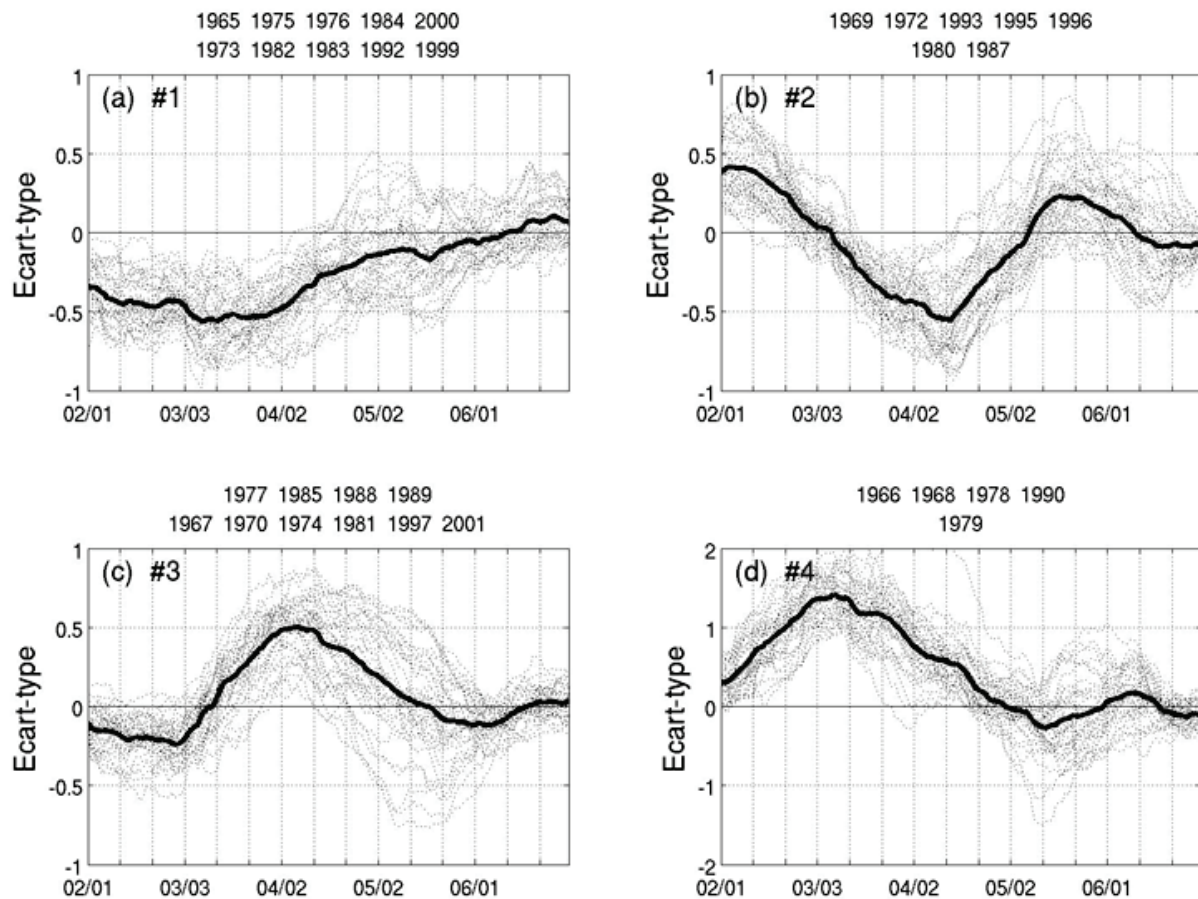 1965 1975 1976 1984 2000
1973 1982 1983 1992 1999
(a) #1
Ecart-type
1
0.5
0
-0.5
-1
02/01 03/03 04/02 05/02 06/01
1969 1972 1993 1995 1996
1980 1987
(b) #2
Ecart-type
1
0.5
0
-0.5
-1
02/01 03/03 04/02 05/02 06/01
1977 1985 1988 1989
1967 1970 1974 1981 1997 2001
(c) #3
Ecart-type
1
0.5
0
-0.5
-1
02/01 03/03 04/02 05/02 06/01
1966 1968 1978 1990
1979
(d) #4
Ecart-type
2
1
0
-1
-2
02/01 03/03 04/02 05/02 06/01